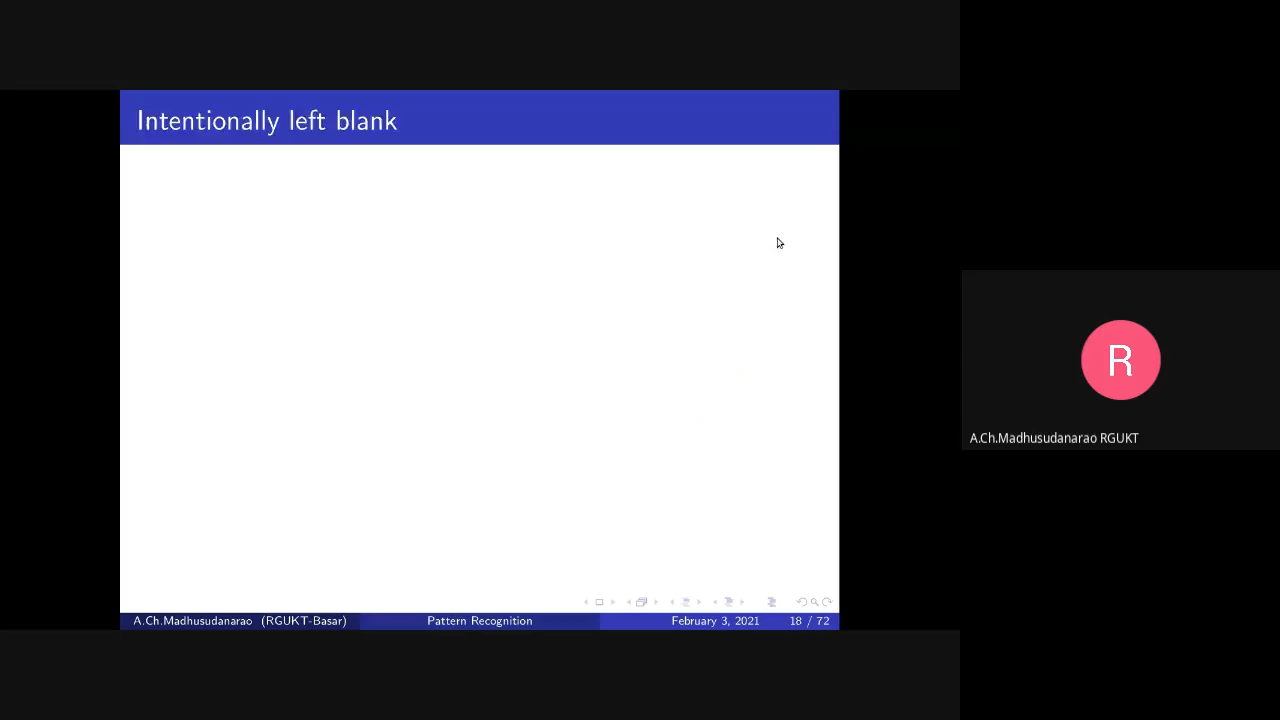 Intentionally left blank
R
A.Ch.Madhusudanarao RGUKT
A.Ch.Madhusudanarao (RGUKT-Basar) Pattern Recognition February 3, 2021 18 / 72